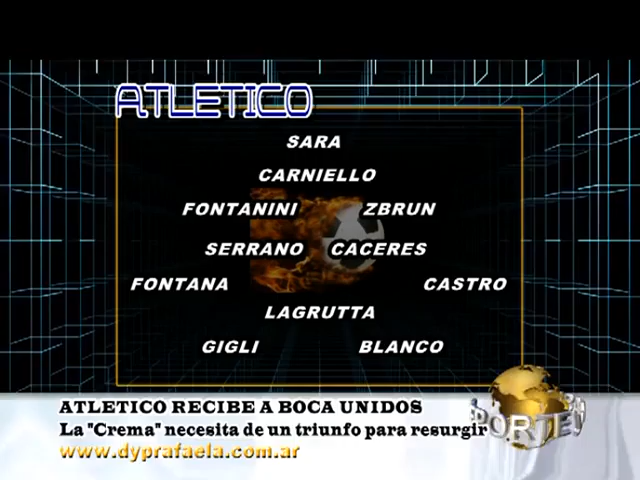 ATLETICO
SARA
CARNIELLO
FONTANINI ZBRUN
SERRANO CACERES
FONTANA CASTRO
LAGRUTTA
GIGLI BLANCO
ATLETICO RECIBE A BOCA UNIDOS
La "Crema" necesita de un triunfo para resurgir
www.dyprafaela.com.ar